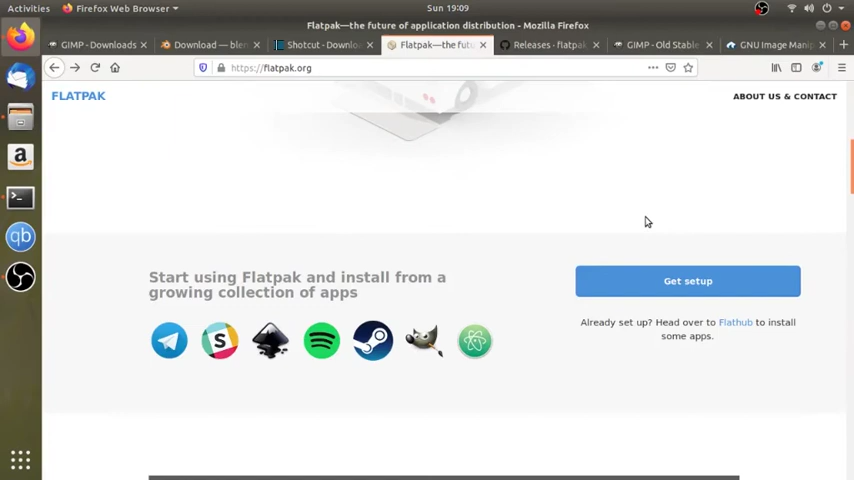 Activities
Firefox Web Browser
Sun 19:09
Flatpak—the future of application distribution - Mozilla Firefox
GIMP - Downloads
Download — blen
Shotcut - Downlo
Flatpak—the futu
Releases · flatpak
GIMP - Old Stable
GNU Image Mani
https://flatpak.org
FLATPAK
ABOUT US & CONTACT
Start using Flatpak and install from a
growing collection of apps
Get setup
Already set up? Head over to Flathub to install
some apps.